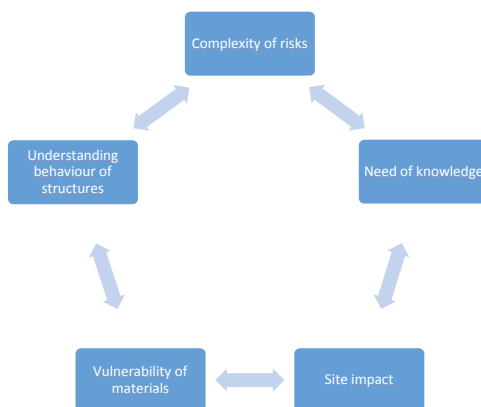 Complexity of risks
Understanding
behaviour of
structures
Need of knowledge
Vulnerability of
materials
Site impact